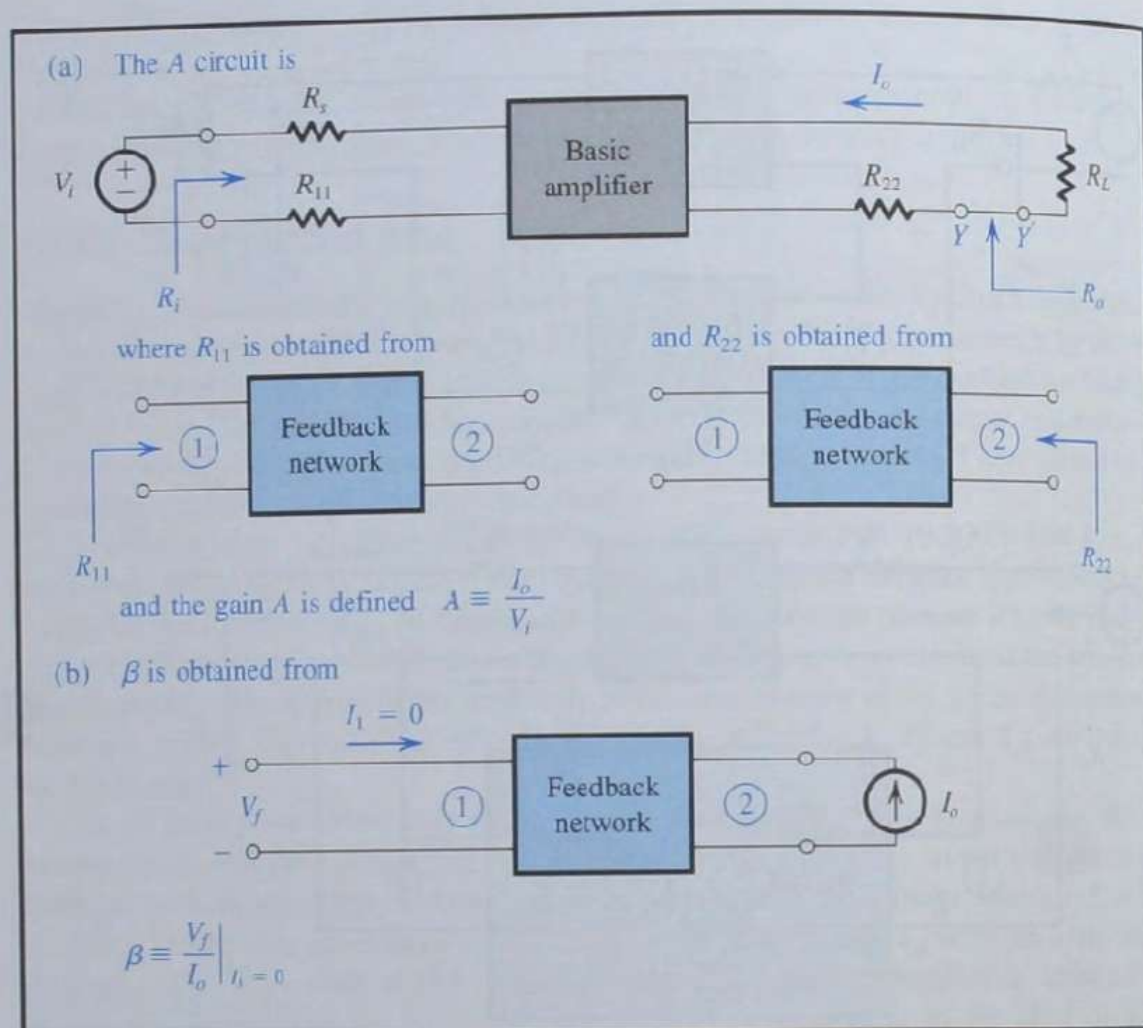 (a) The A circuit is
I_o
R_s
Basic
amplifier
V_i
+
−
R_11
R_22
R_L
Y
Y'
R_i
R_o
where R_11 is obtained from
and R_22 is obtained from
Feedback
network
1
2
Feedback
network
1
2
R_11
R_22
and the gain A is defined A ≡ I_o / V_i
(b) β is obtained from
I_1 = 0
+
V_f
−
1
Feedback
network
2
I_o
β ≡ V_f / I_o |_{I_1 = 0}